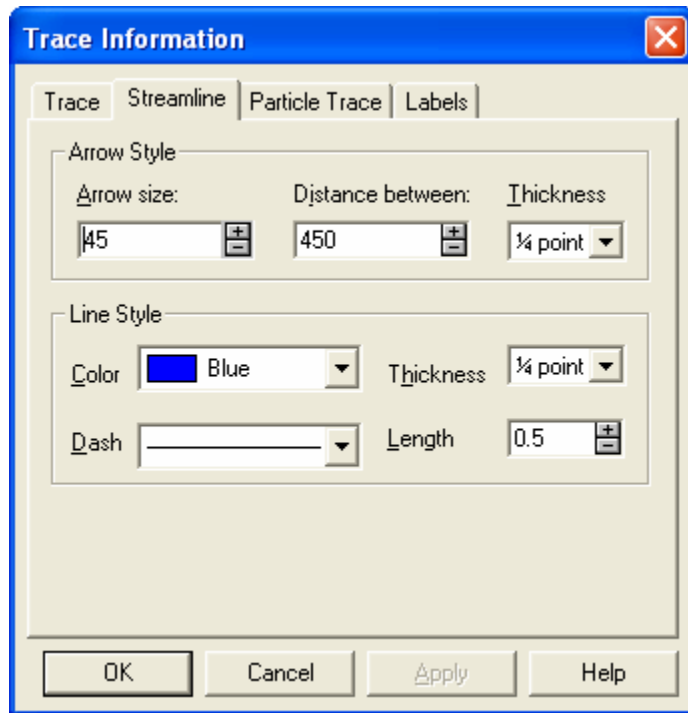 Trace Information
Trace Streamline Particle Trace Labels
Arrow Style
Arrow size: Distance between: Thickness
45 450 ¼ point
Line Style
Color Blue Thickness ¼ point
Dash Length 0.5
OK Cancel Apply Help